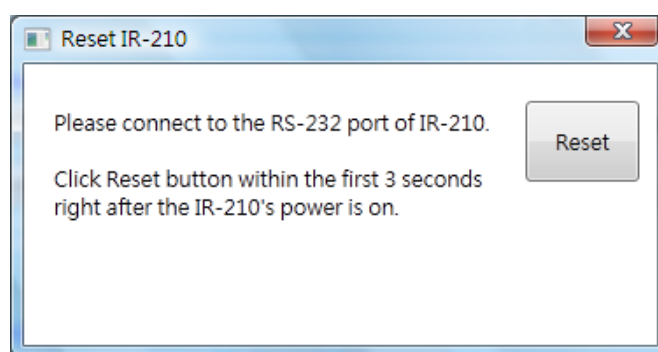 Reset IR-210
Please connect to the RS-232 port of IR-210.
Reset
Click Reset button within the first 3 seconds
right after the IR-210's power is on.